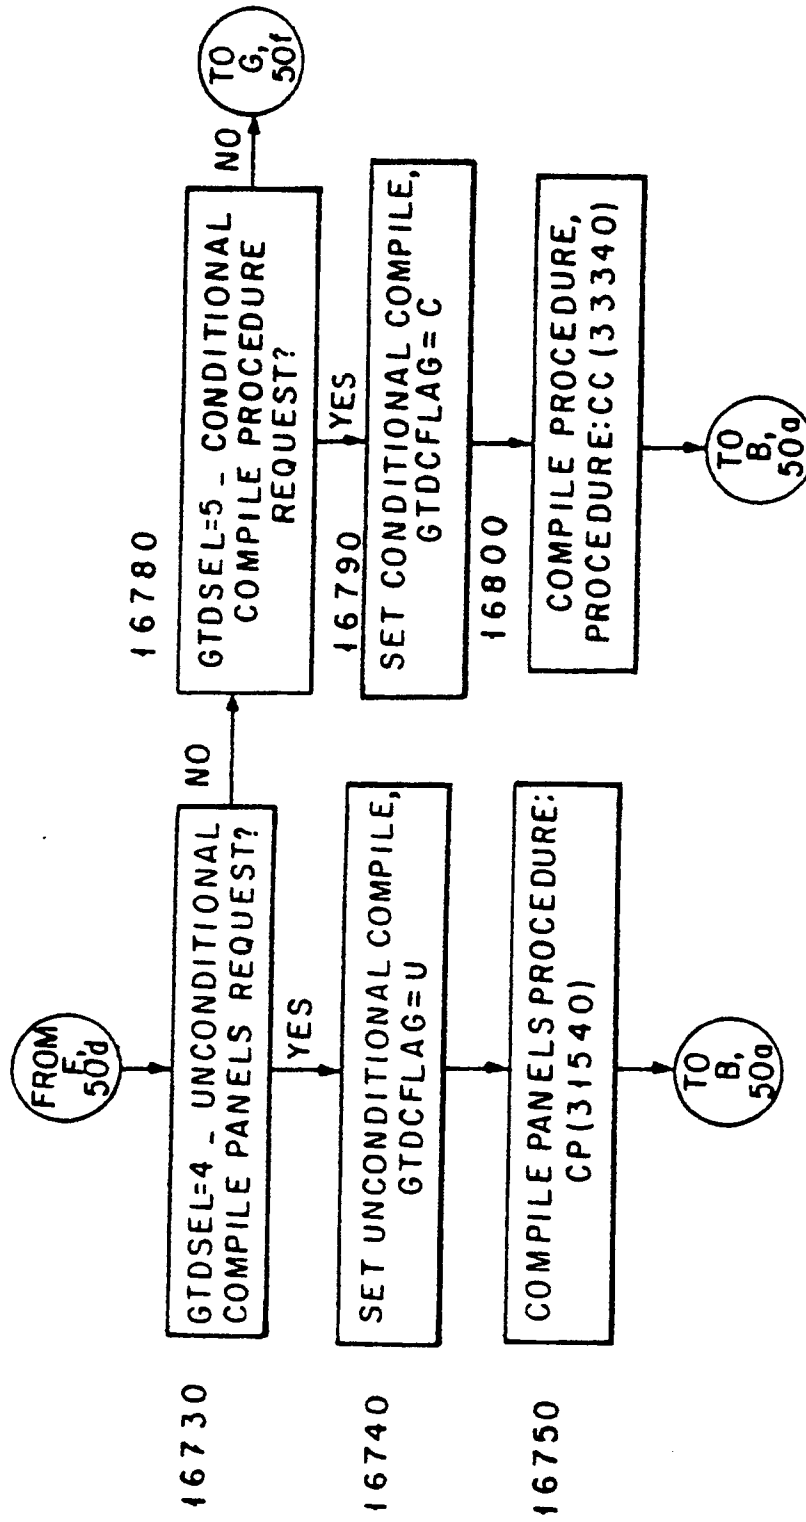 FROM
F,
50d
16730
GTDSEL=4 _ UNCONDITIONAL
COMPILE PANELS REQUEST?
NO
YES
16740
SET UNCONDITIONAL COMPILE,
GTDCFLAG=U
16750
COMPILE PANELS PROCEDURE:
CP(31540)
TO
B,
50a
16780
GTDSEL=5 _ CONDITIONAL
COMPILE PROCEDURE
REQUEST?
NO
TO
G,
50f
YES
16790
SET CONDITIONAL COMPILE,
GTDCFLAG=C
16800
COMPILE PROCEDURE,
PROCEDURE:CC(33340)
TO
B,
50a